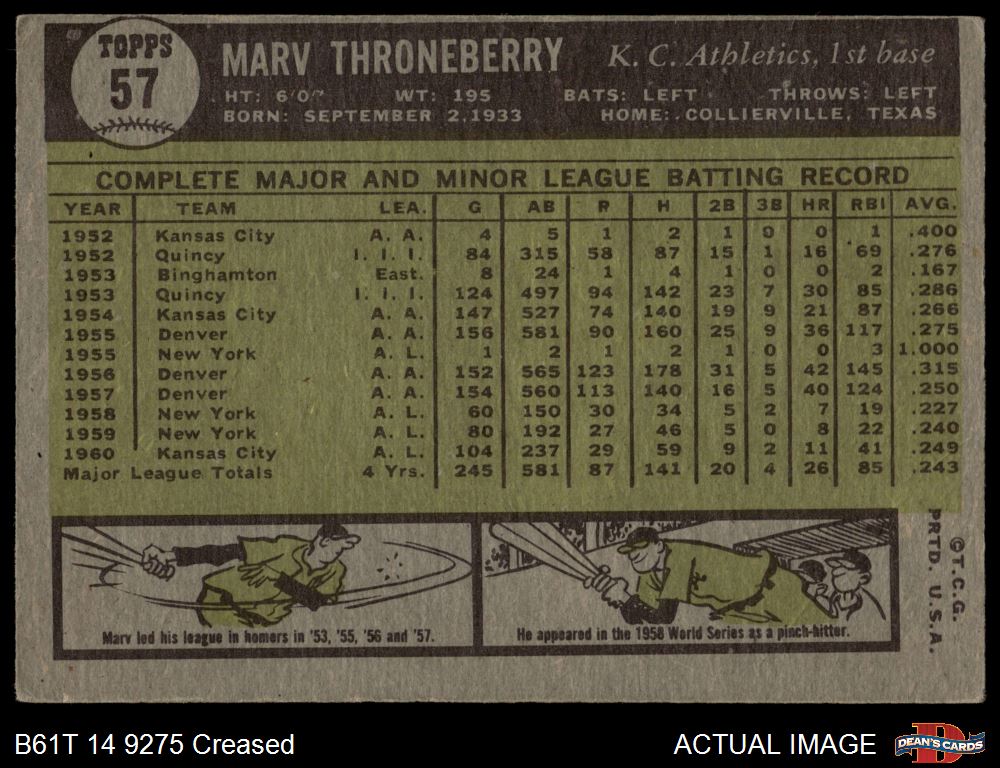 TOPPS
57
MARV THRONEBERRY K. C. Athletics, 1st base
HT: 6'0" WT: 195 BATS: LEFT THROWS: LEFT
BORN: SEPTEMBER 2, 1933 HOME: COLLIERVILLE, TEXAS
COMPLETE MAJOR AND MINOR LEAGUE BATTING RECORD
YEAR TEAM LEA. G AB R H 2B 3B HR RBI AVG.
1952 Kansas City A. A. 4 5 1 2 1 0 0 1 .400
1952 Quincy I. I. I. 84 315 58 87 15 1 16 69 .276
1953 Binghamton East. 8 24 1 4 1 0 0 2 .167
1953 Quincy I. I. I. 124 497 94 142 23 7 30 85 .286
1954 Kansas City A. A. 147 527 74 140 19 9 21 87 .266
1955 Denver A. A. 156 581 90 160 25 9 36 117 .275
1955 New York A. L. 1 2 1 2 1 0 0 3 1.000
1956 Denver A. A. 152 565 123 178 31 5 42 145 .315
1957 Denver A. A. 154 560 113 140 16 5 40 124 .250
1958 New York A. L. 60 150 30 34 5 2 7 19 .227
1959 New York A. L. 80 192 27 46 5 0 8 22 .240
1960 Kansas City A. L. 104 237 29 59 9 2 11 41 .249
Major League Totals 4 Yrs. 245 581 87 141 20 4 26 85 .243
Marv led his league in homers in '53, '55, '56 and '57.
He appeared in the 1958 World Series as a pinch-hitter.
©T.C.G.
PRTD. U.S.A.
B61T 14 9275 Creased
ACTUAL IMAGE
DEAN'S CARDS